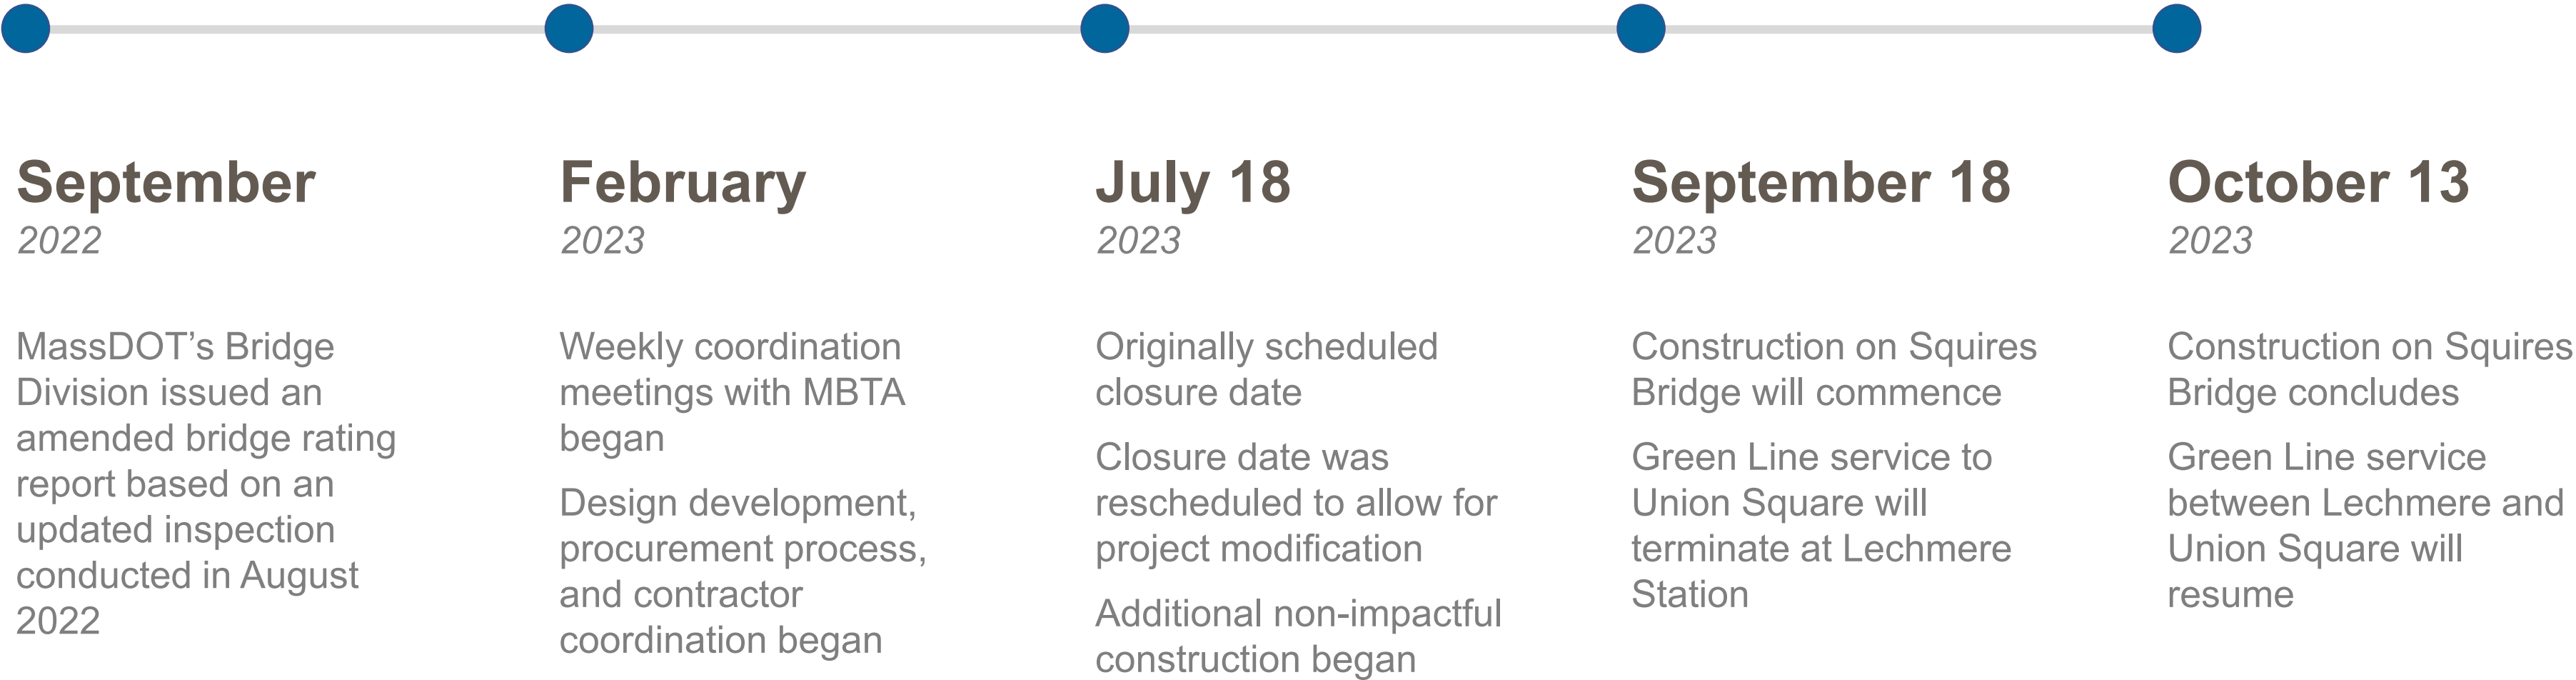 September
2022
MassDOT’s Bridge
Division issued an
amended bridge rating
report based on an
updated inspection
conducted in August
2022
February
2023
Weekly coordination
meetings with MBTA
began
Design development,
procurement process,
and contractor
coordination began
July 18
2023
Originally scheduled
closure date
Closure date was
rescheduled to allow for
project modification
Additional non-impactful
construction began
September 18
2023
Construction on Squires
Bridge will commence
Green Line service to
Union Square will
terminate at Lechmere
Station
October 13
2023
Construction on Squires
Bridge concludes
Green Line service
between Lechmere and
Union Square will
resume